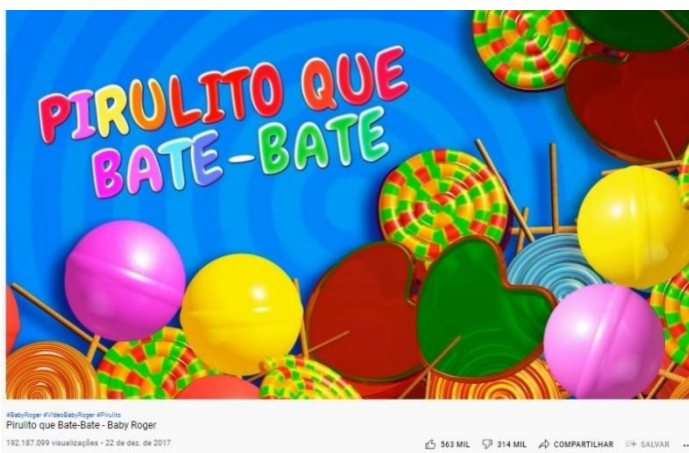 PIRULITO QUE
BATE-BATE
#BabyRoger #VideoBabyRoger #Pirulito
Pirulito que Bate-Bate - Baby Roger
192.187.099 visualizações • 22 de dez. de 2017
563 MIL 314 MIL COMPARTILHAR SALVAR ...